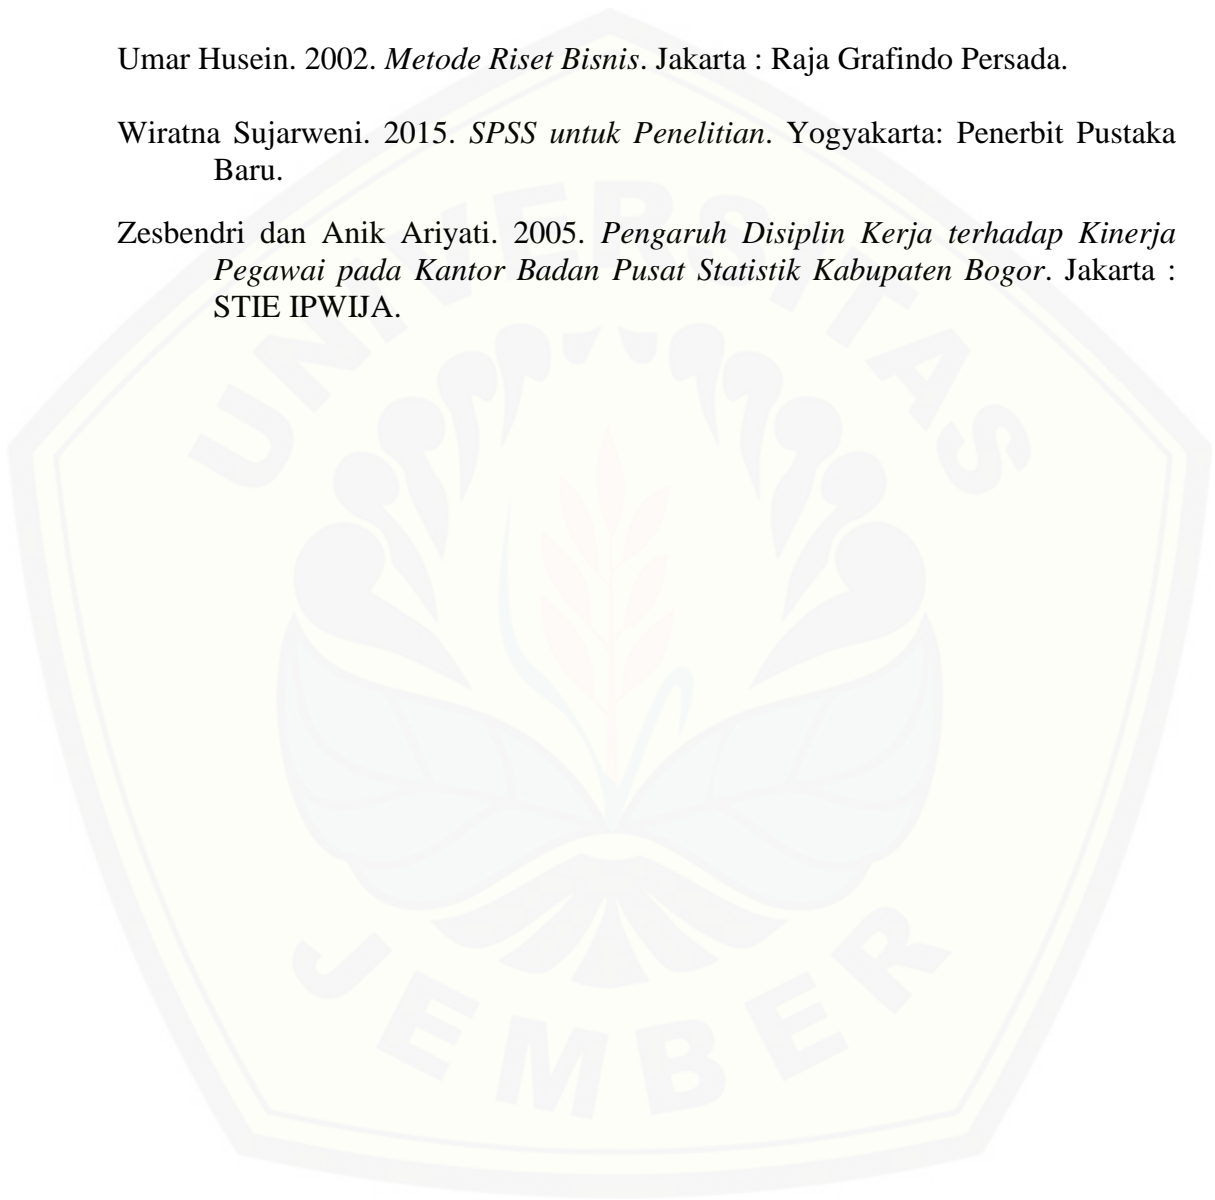 Umar Husein. 2002. Metode Riset Bisnis. Jakarta : Raja Grafindo Persada.
Wiratna Sujarweni. 2015. SPSS untuk Penelitian. Yogyakarta: Penerbit Pustaka
Baru.
Zesbendri dan Anik Ariyati. 2005. Pengaruh Disiplin Kerja terhadap Kinerja
Pegawai pada Kantor Badan Pusat Statistik Kabupaten Bogor. Jakarta :
STIE IPWIJA.
UNIVERSITAS
JEMBER